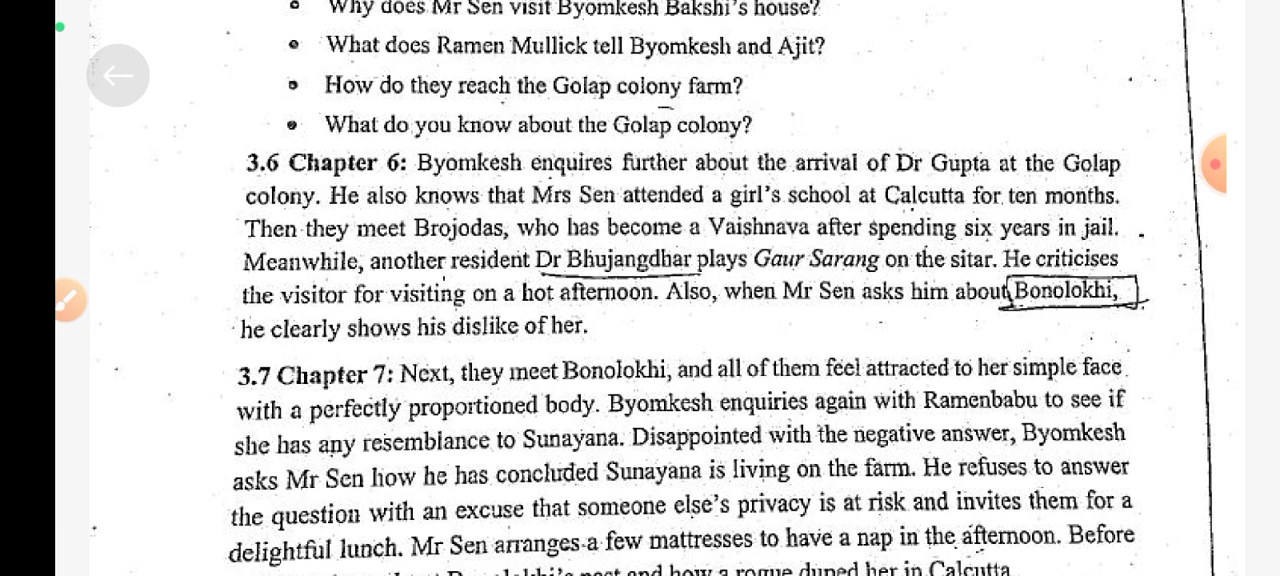 Why does Mr Sen visit Byomkesh Bakshi's house?
What does Ramen Mullick tell Byomkesh and Ajit?
How do they reach the Golap colony farm?
What do you know about the Golap colony?
3.6 Chapter 6: Byomkesh enquires further about the arrival of Dr Gupta at the Golap
colony. He also knows that Mrs Sen attended a girl's school at Calcutta for ten months.
Then they meet Brojodas, who has become a Vaishnava after spending six years in jail.
Meanwhile, another resident Dr Bhujangdhar plays Gaur Sarang on the sitar. He criticises
the visitor for visiting on a hot afternoon. Also, when Mr Sen asks him about Bonolokhi,
he clearly shows his dislike of her.
3.7 Chapter 7: Next, they meet Bonolokhi, and all of them feel attracted to her simple face
with a perfectly proportioned body. Byomkesh enquiries again with Ramenbabu to see if
she has any resemblance to Sunayana. Disappointed with the negative answer, Byomkesh
asks Mr Sen how he has concluded Sunayana is living on the farm. He refuses to answer
the question with an excuse that someone else's privacy is at risk and invites them for a
delightful lunch. Mr Sen arranges a few mattresses to have a nap in the afternoon. Before
past and how a rogue duped her in Calcutta